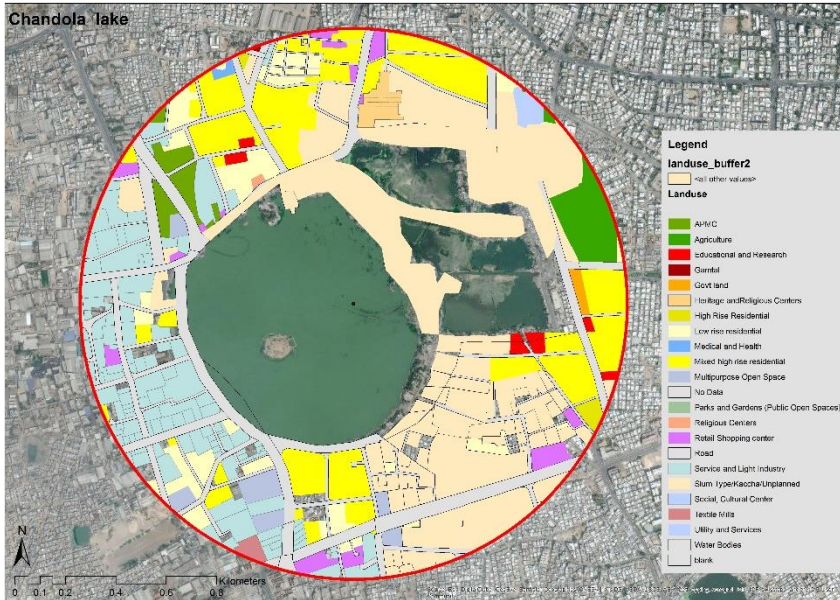 Chandola lake
Legend
landuse_buffer2
<all other values>
Landuse
APMC
Agriculture
Educational and Research
Gamtal
Govt land
Heritage andReligious Centers
High Rise Residential
Low rise residential
Medical and Health
Mixed high rise residential
Multipurpose Open Space
No Data
Parks and Gardens (Public Open Spaces)
Religious Centers
Retail Shopping center
Road
Service and Light Industry
Slum Type/Kaccha/Unplanned
Social, Cultural Center
Textile Mills
Utility and Services
Water Bodies
blank
N
Kilometers
0 0.1 0.2 0.4 0.6 0.8